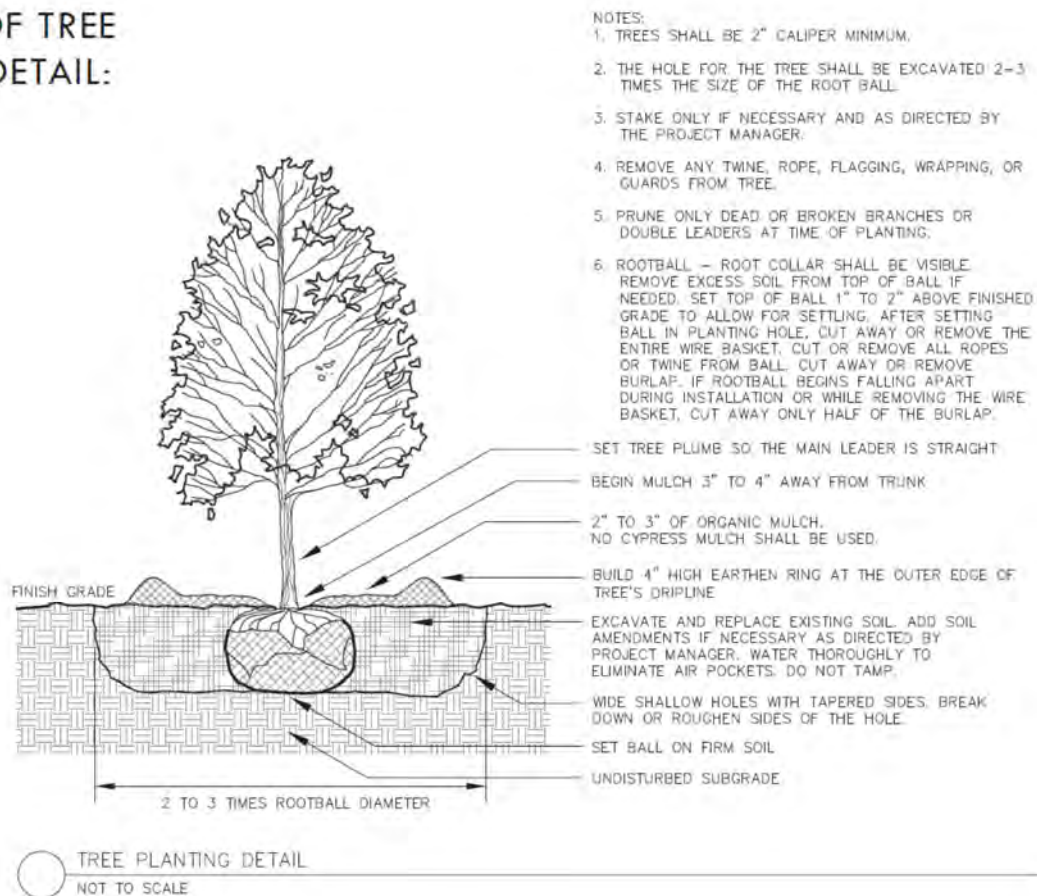 OF TREE
DETAIL:
NOTES:
1. TREES SHALL BE 2" CALIPER MINIMUM.
2. THE HOLE FOR THE TREE SHALL BE EXCAVATED 2-3
TIMES THE SIZE OF THE ROOT BALL.
3. STAKE ONLY IF NECESSARY AND AS DIRECTED BY
THE PROJECT MANAGER.
4. REMOVE ANY TWINE, ROPE, FLAGGING, WRAPPING, OR
GUARDS FROM TREE.
5. PRUNE ONLY DEAD OR BROKEN BRANCHES OR
DOUBLE LEADERS AT TIME OF PLANTING.
6. ROOTBALL - ROOT COLLAR SHALL BE VISIBLE.
REMOVE EXCESS SOIL FROM TOP OF BALL IF
NEEDED. SET TOP OF BALL 1" TO 2" ABOVE FINISHED
GRADE TO ALLOW FOR SETTLING. AFTER SETTING
BALL IN PLANTING HOLE, CUT AWAY OR REMOVE THE
ENTIRE WIRE BASKET. CUT OR REMOVE ALL ROPES
OR TWINE FROM BALL. CUT AWAY OR REMOVE
BURLAP. IF ROOTBALL BEGINS FALLING APART
DURING INSTALLATION OR WHILE REMOVING THE WIRE
BASKET, CUT AWAY ONLY HALF OF THE BURLAP.
SET TREE PLUMB SO THE MAIN LEADER IS STRAIGHT
BEGIN MULCH 3" TO 4" AWAY FROM TRUNK
2" TO 3" OF ORGANIC MULCH.
NO CYPRESS MULCH SHALL BE USED.
BUILD 4" HIGH EARTHEN RING AT THE OUTER EDGE OF
TREE'S DRIPLINE
FINISH GRADE
EXCAVATE AND REPLACE EXISTING SOIL. ADD SOIL
AMENDMENTS IF NECESSARY AS DIRECTED BY
PROJECT MANAGER. WATER THOROUGHLY TO
ELIMINATE AIR POCKETS. DO NOT TAMP.
WIDE SHALLOW HOLES WITH TAPERED SIDES. BREAK
DOWN OR ROUGHEN SIDES OF THE HOLE.
SET BALL ON FIRM SOIL
UNDISTURBED SUBGRADE
2 TO 3 TIMES ROOTBALL DIAMETER
TREE PLANTING DETAIL
NOT TO SCALE